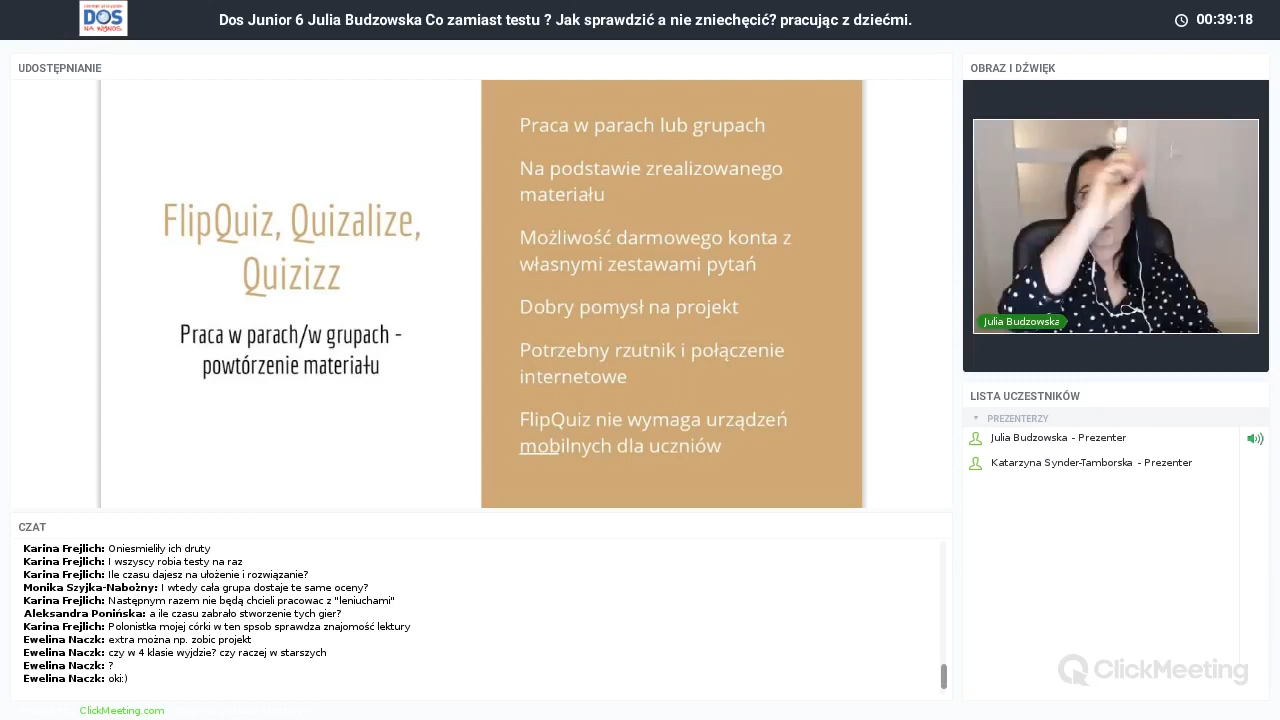 DOS
NA WYNOS
Dos Junior 6 Julia Budzowska Co zamiast testu ? Jak sprawdzić a nie zniechęcić? pracując z dziećmi.
00:39:18
UDOSTĘPNIANIE
FlipQuiz, Quizalize,
Quizizz
Praca w parach/w grupach -
powtórzenie materiału
Praca w parach lub grupach
Na podstawie zrealizowanego
materiału
Możliwość darmowego konta z
własnymi zestawami pytań
Dobry pomysł na projekt
Potrzebny rzutnik i połączenie
internetowe
FlipQuiz nie wymaga urządzeń
mobilnych dla uczniów
OBRAZ I DŹWIĘK
Julia Budzowska
LISTA UCZESTNIKÓW
PREZENTERZY
Julia Budzowska - Prezenter
Katarzyna Synder-Tamborska - Prezenter
CZAT
Karina Frejlich: Oniesmieliły ich druty
Karina Frejlich: I wszyscy robia testy na raz
Karina Frejlich: Ile czasu dajesz na ułożenie i rozwiązanie?
Monika Szyjka-Nabożny: I wtedy cała grupa dostaje te same oceny?
Karina Frejlich: Następnym razem nie będą chcieli pracowac z "leniuchami"
Aleksandra Ponińska: a ile czasu zabrało stworzenie tych gier?
Karina Frejlich: Polonistka mojej córki w ten spsob sprawdza znajomość lektury
Ewelina Naczk: extra można np. zobic projekt
Ewelina Naczk: czy w 4 klasie wyjdzie? czy raczej w starszych
Ewelina Naczk: ?
Ewelina Naczk: oki:)
ClickMeeting
ClickMeeting.com